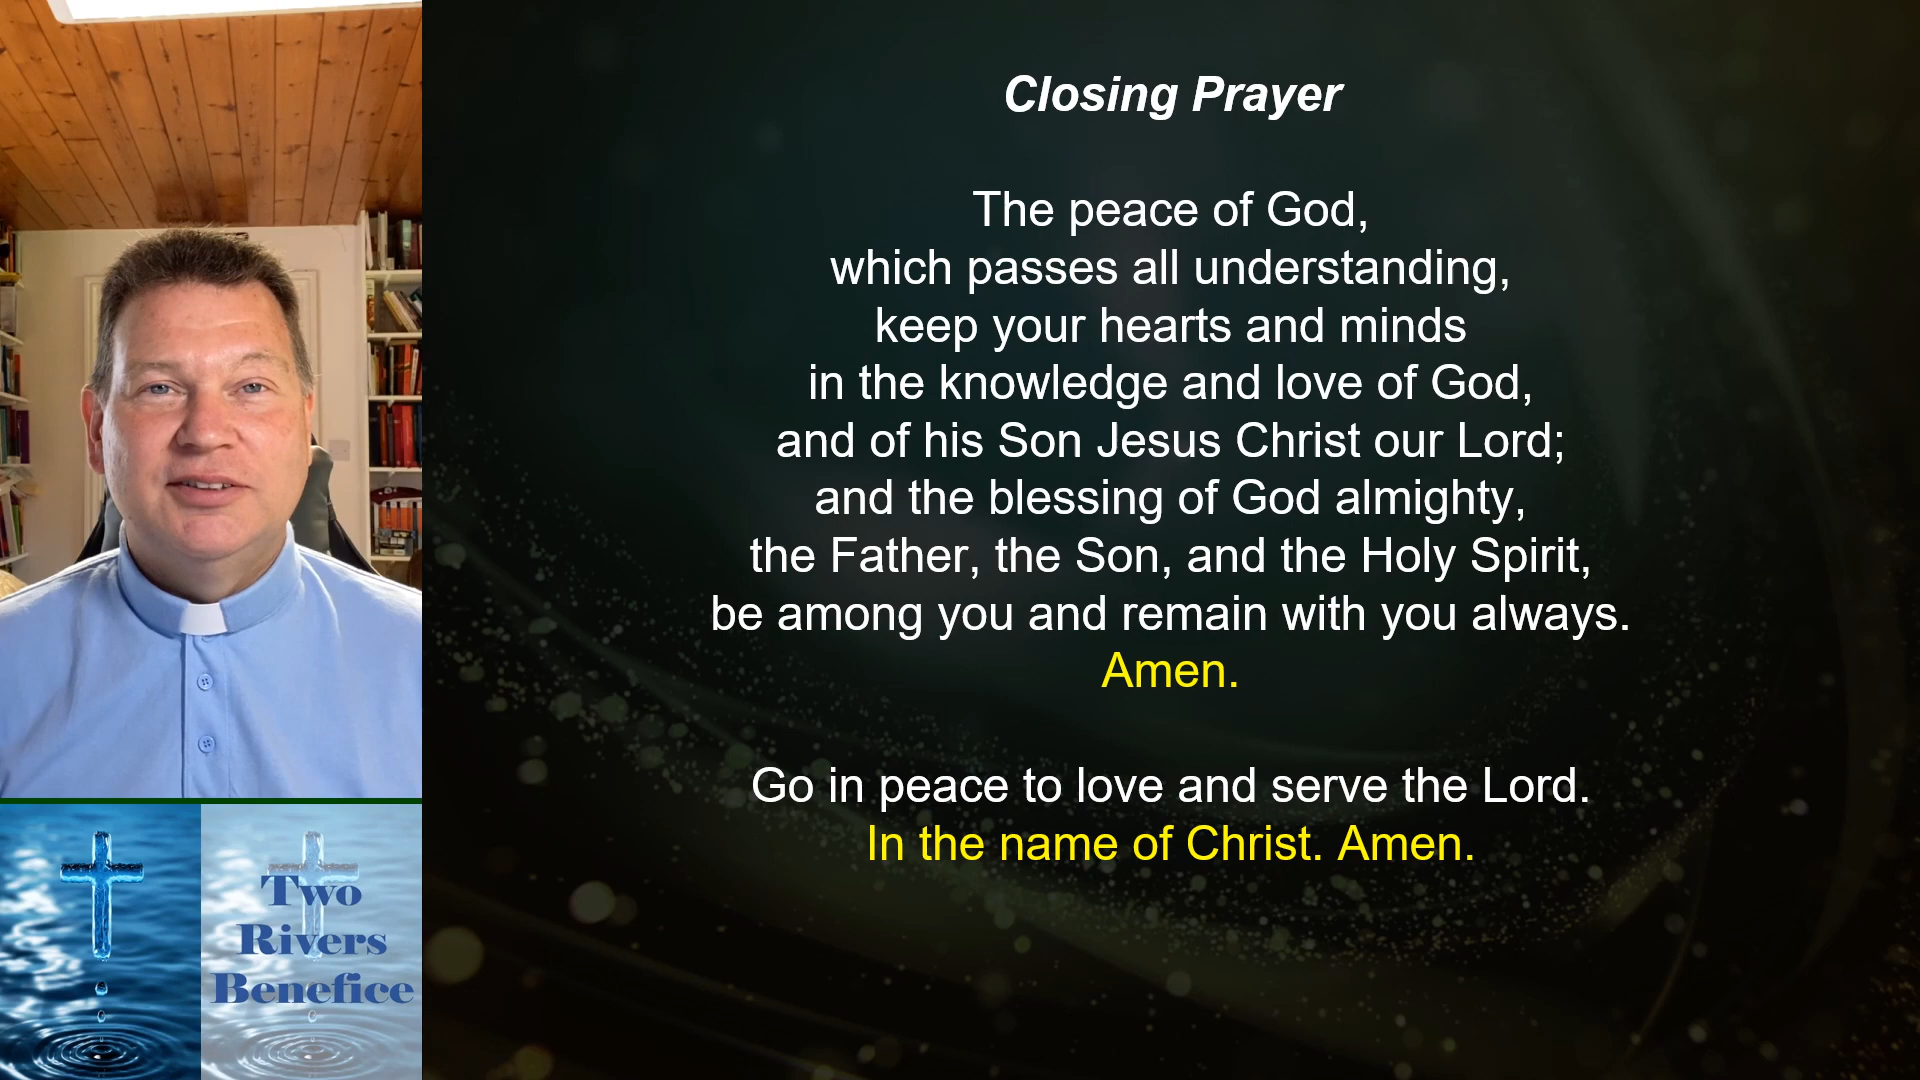 Closing Prayer
The peace of God,
which passes all understanding,
keep your hearts and minds
in the knowledge and love of God,
and of his Son Jesus Christ our Lord;
and the blessing of God almighty,
the Father, the Son, and the Holy Spirit,
be among you and remain with you always.
Amen.
Go in peace to love and serve the Lord.
In the name of Christ. Amen.
Two
Rivers
Benefice